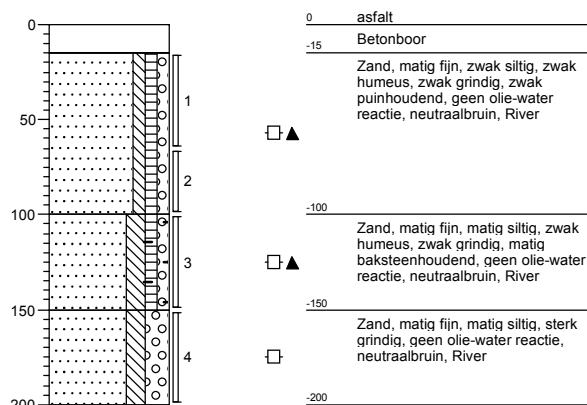 0
50
100
150
200
1
2
3
4
0 asfalt
-15 Betonboor
Zand, matig fijn, zwak siltig, zwak
humeus, zwak grindig, zwak
puinhoudend, geen olie-water
reactie, neutraalbruin, River
-100
Zand, matig fijn, matig siltig, zwak
humeus, zwak grindig, matig
baksteenhoudend, geen olie-water
reactie, neutraalbruin, River
-150
Zand, matig fijn, matig siltig, sterk
grindig, geen olie-water reactie,
neutraalbruin, River
-200